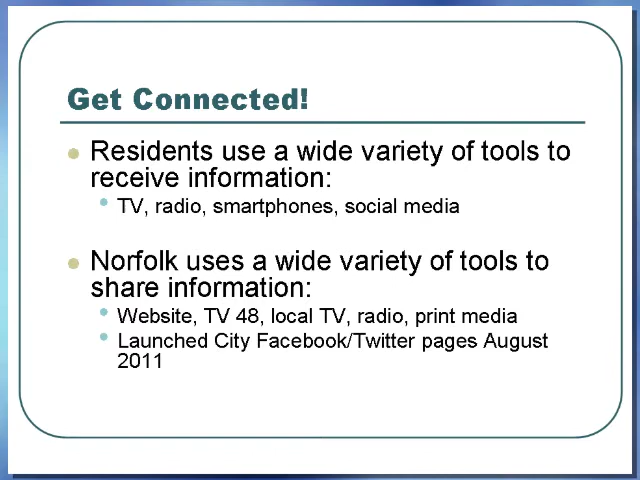 Get Connected!
Residents use a wide variety of tools to
receive information:
TV, radio, smartphones, social media
Norfolk uses a wide variety of tools to
share information:
Website, TV 48, local TV, radio, print media
Launched City Facebook/Twitter pages August
2011